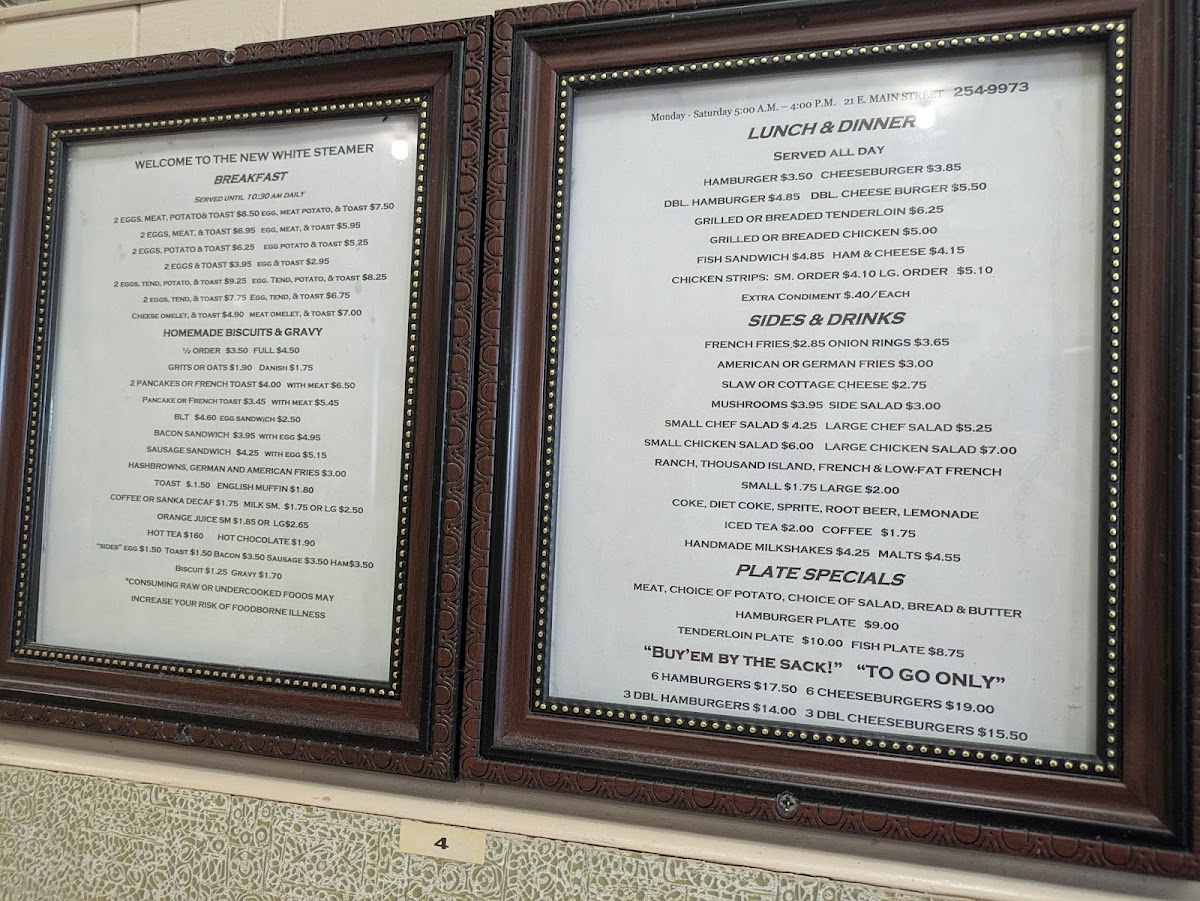 WELCOME TO THE NEW WHITE STEAMER
BREAKFAST
SERVED UNTIL 10:30 AM DAILY
2 EGGS, MEAT, POTATO& TOAST $8.50 EGG, MEAT POTATO, & TOAST $7.50
2 EGGS, MEAT, & TOAST $6.95 EGG, MEAT, & TOAST $5.95
2 EGGS, POTATO & TOAST $6.25 EGG POTATO & TOAST $5.25
2 EGGS & TOAST $3.95 EGG & TOAST $2.95
2 EGGS, TEND, POTATO, & TOAST $9.25 EGG, TEND, POTATO, & TOAST $8.25
2 EGGS, TEND, & TOAST $7.75 EGG, TEND, & TOAST $6.75
CHEESE OMELET, & TOAST $4.90 MEAT OMELET, & TOAST $7.00
HOMEMADE BISCUITS & GRAVY
½ ORDER $3.50 FULL $4.50
GRITS OR OATS $1.90 DANISH $1.75
2 PANCAKES OR FRENCH TOAST $4.00 WITH MEAT $6.50
PANCAKE OR FRENCH TOAST $3.45 WITH MEAT $5.45
BLT $4.60 EGG SANDWICH $2.50
BACON SANDWICH $3.95 WITH EGG $4.95
SAUSAGE SANDWICH $4.25 WITH EGG $5.15
HASHBROWNS, GERMAN AND AMERICAN FRIES $3.00
TOAST $.1.50 ENGLISH MUFFIN $1.80
COFFEE OR SANKA DECAF $1.75 MILK SM. $1.75 OR LG $2.50
ORANGE JUICE SM $1.85 OR LG$2.65
HOT TEA $160 HOT CHOCOLATE $1.90
"SIDES" EGG $1.50 TOAST $1.50 BACON $3.50 SAUSAGE $3.50 HAM$3.50
BISCUIT $1.25 GRAVY $1.70
*CONSUMING RAW OR UNDERCOOKED FOODS MAY
INCREASE YOUR RISK OF FOODBORNE ILLNESS
Monday - Saturday 5:00 A.M. – 4:00 P.M. 21 E. MAIN STREET 254-9973
LUNCH & DINNER
SERVED ALL DAY
HAMBURGER $3.50 CHEESEBURGER $3.85
DBL. HAMBURGER $4.85 DBL. CHEESE BURGER $5.50
GRILLED OR BREADED TENDERLOIN $6.25
GRILLED OR BREADED CHICKEN $5.00
FISH SANDWICH $4.85 HAM & CHEESE $4.15
CHICKEN STRIPS: SM. ORDER $4.10 LG. ORDER $5.10
EXTRA CONDIMENT $.40/EACH
SIDES & DRINKS
FRENCH FRIES $2.85 ONION RINGS $3.65
AMERICAN OR GERMAN FRIES $3.00
SLAW OR COTTAGE CHEESE $2.75
MUSHROOMS $3.95 SIDE SALAD $3.00
SMALL CHEF SALAD $ 4.25 LARGE CHEF SALAD $5.25
SMALL CHICKEN SALAD $6.00 LARGE CHICKEN SALAD $7.00
RANCH, THOUSAND ISLAND, FRENCH & LOW-FAT FRENCH
SMALL $1.75 LARGE $2.00
COKE, DIET COKE, SPRITE, ROOT BEER, LEMONADE
ICED TEA $2.00 COFFEE $1.75
HANDMADE MILKSHAKES $4.25 MALTS $4.55
PLATE SPECIALS
MEAT, CHOICE OF POTATO, CHOICE OF SALAD, BREAD & BUTTER
HAMBURGER PLATE $9.00
TENDERLOIN PLATE $10.00 FISH PLATE $8.75
"BUY'EM BY THE SACK!" "TO GO ONLY"
6 HAMBURGERS $17.50 6 CHEESEBURGERS $19.00
3 DBL HAMBURGERS $14.00 3 DBL CHEESEBURGERS $15.50
4